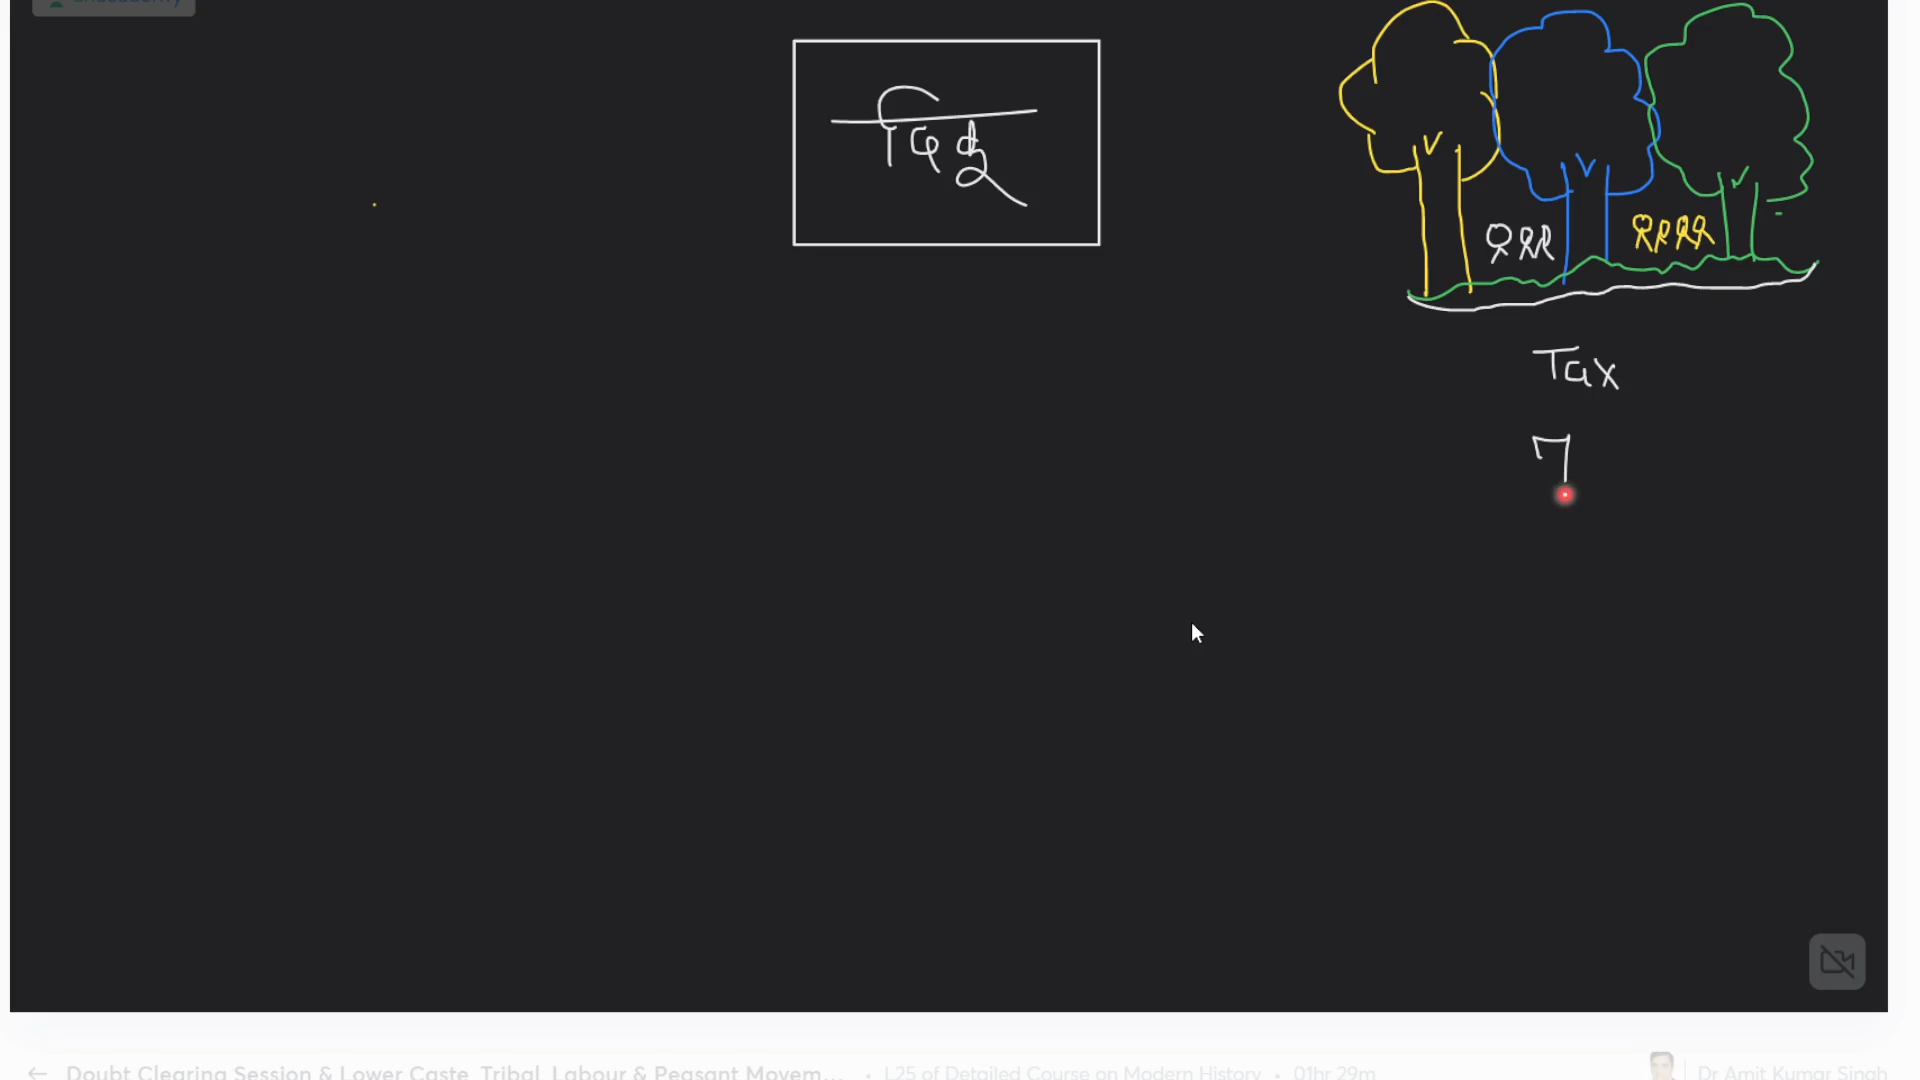 दिकू
Tax
7
Doubt Clearing Session & Lower Caste, Tribal, Labour & Peasant Movem... • L25 of Detailed Course on Modern History • 01hr 29m
Dr Amit Kumar Singh